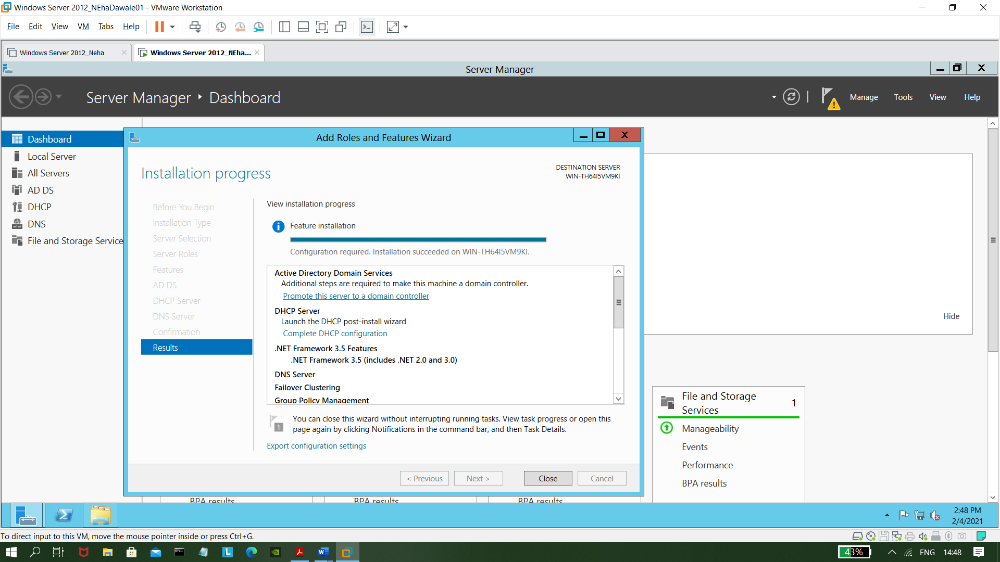 Windows Server 2012_NEhaDawale01 - VMware Workstation
File Edit View VM Tabs Help
Windows Server 2012_Neha
Windows Server 2012_NEha...
Server Manager
Server Manager Dashboard
Manage Tools View Help
Dashboard
Local Server
All Servers
AD DS
DHCP
DNS
File and Storage Service
Add Roles and Features Wizard
Installation progress
DESTINATION SERVER
WIN-TH64I5VM9KI
Before You Begin
Installation Type
Server Selection
Server Roles
Features
AD DS
DHCP Server
DNS Server
Confirmation
Results
View installation progress
Feature installation
Configuration required. Installation succeeded on WIN-TH64I5VM9KI.
Active Directory Domain Services
Additional steps are required to make this machine a domain controller.
Promote this server to a domain controller
DHCP Server
Launch the DHCP post-install wizard
Complete DHCP configuration
.NET Framework 3.5 Features
.NET Framework 3.5 (includes .NET 2.0 and 3.0)
DNS Server
Failover Clustering
Group Policy Management
1
You can close this wizard without interrupting running tasks. View task progress or open this
page again by clicking Notifications in the command bar, and then Task Details.
Export configuration settings
< Previous
Next >
Close
Cancel
Hide
File and Storage
Services
1
Manageability
Events
Performance
BPA results
BPA results
BPA results
BPA results
2:48 PM
2/4/2021
To direct input to this VM, move the mouse pointer inside or press Ctrl+G.
43%
ENG
14:48